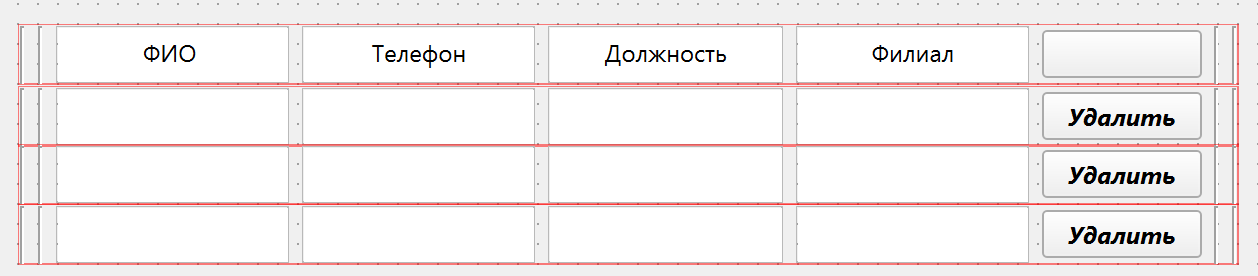 ФИО Телефон Должность Филиал
Удалить
Удалить
Удалить